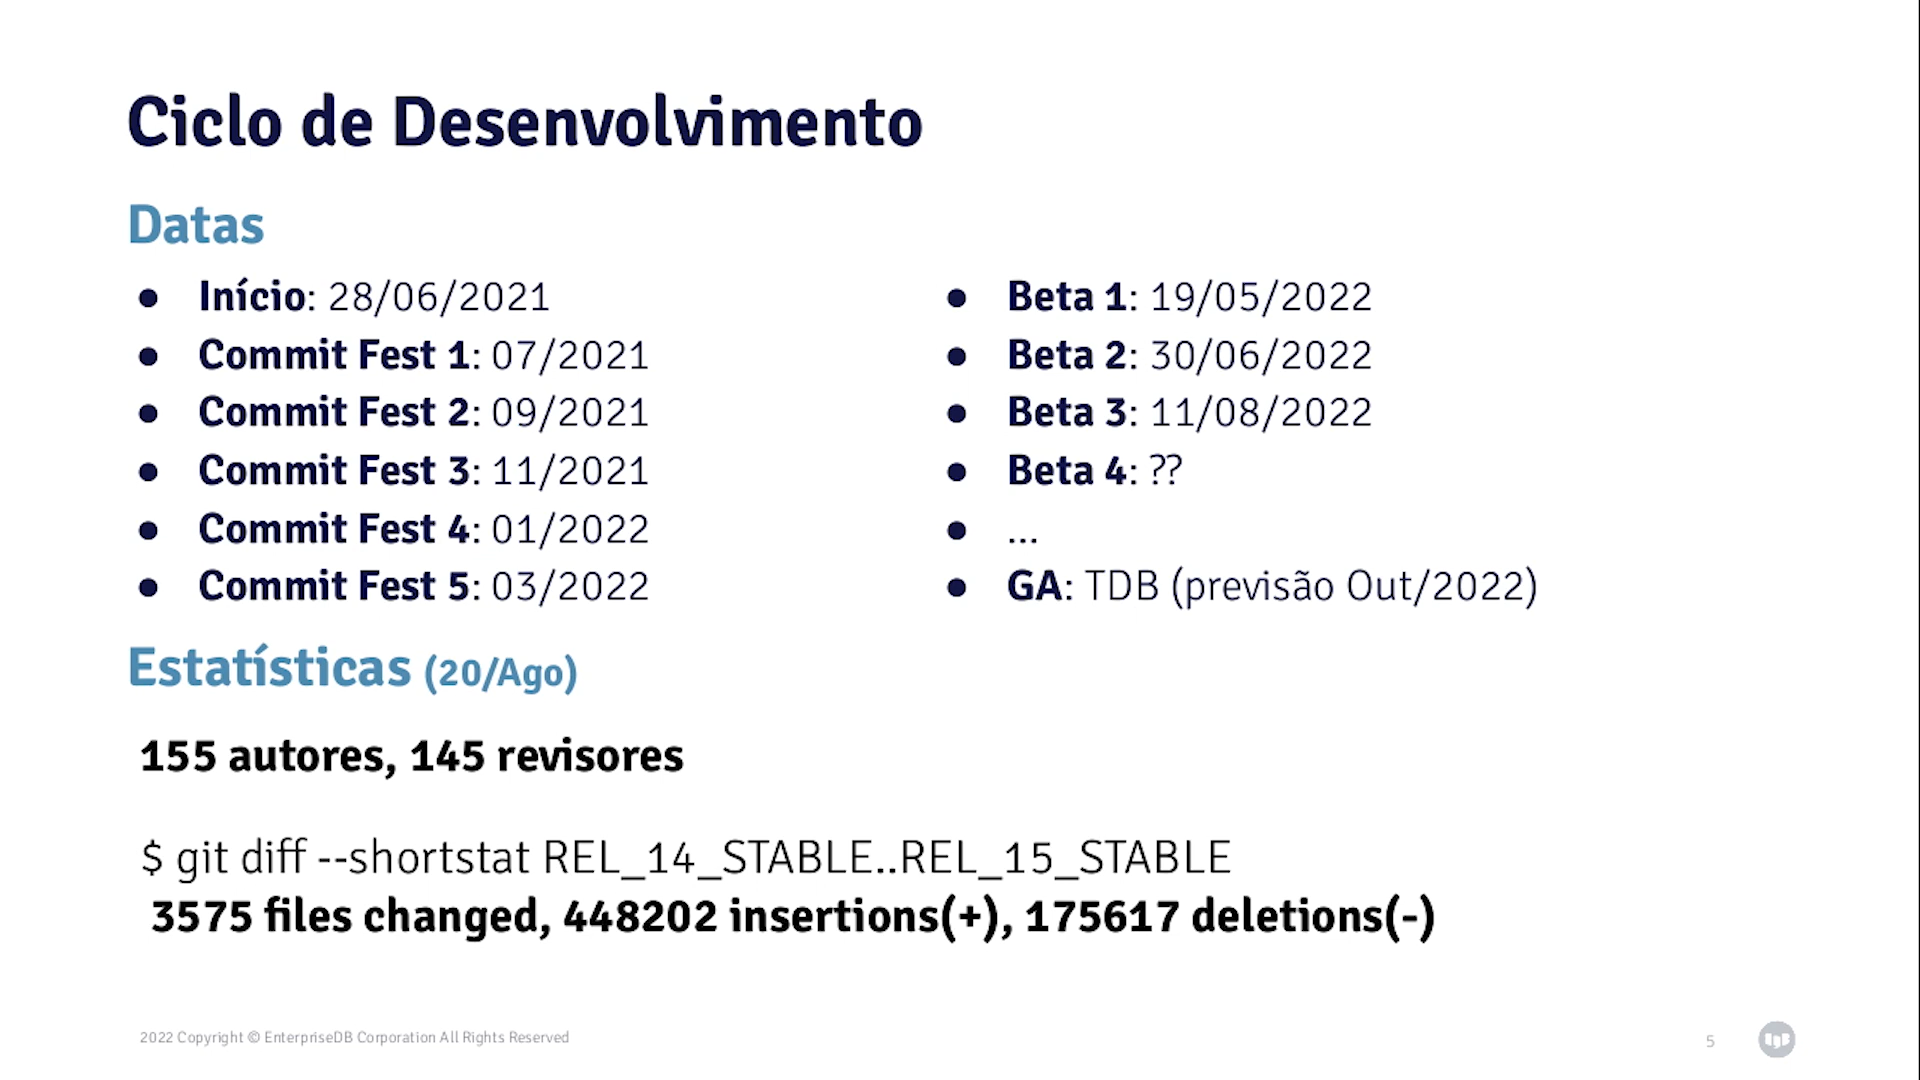 Ciclo de Desenvolvimento
Datas
● Início: 28/06/2021
● Commit Fest 1: 07/2021
● Commit Fest 2: 09/2021
● Commit Fest 3: 11/2021
● Commit Fest 4: 01/2022
● Commit Fest 5: 03/2022
● Beta 1: 19/05/2022
● Beta 2: 30/06/2022
● Beta 3: 11/08/2022
● Beta 4: ??
● ...
● GA: TDB (previsão Out/2022)
Estatísticas (20/Ago)
155 autores, 145 revisores
$ git diff --shortstat REL_14_STABLE..REL_15_STABLE
3575 files changed, 448202 insertions(+), 175617 deletions(-)
2022 Copyright © EnterpriseDB Corporation All Rights Reserved
5